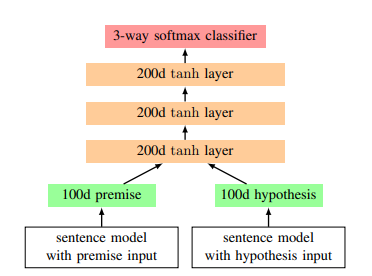 3-way softmax classifier
200d tanh layer
200d tanh layer
200d tanh layer
100d premise
100d hypothesis
sentence model
with premise input
sentence model
with hypothesis input